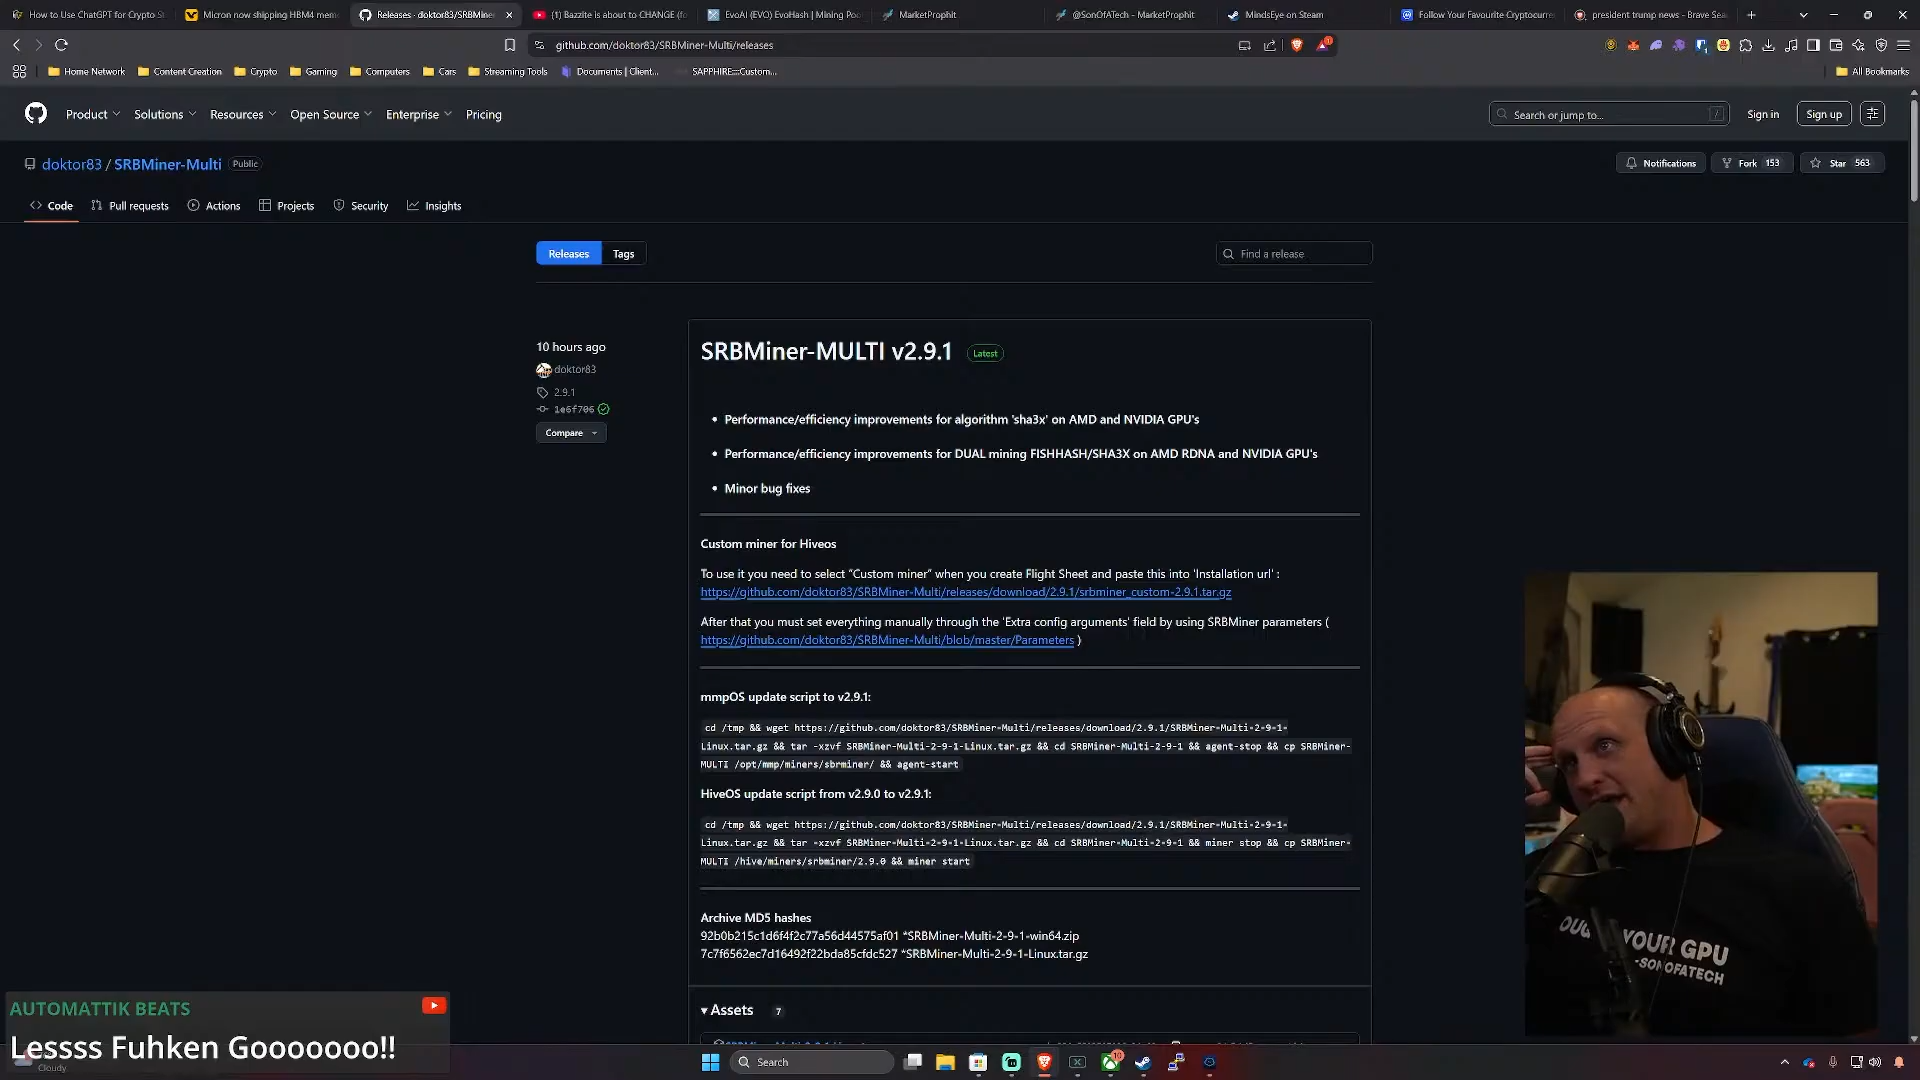 How to Use ChatGPT for Crypto St
Micron now shipping HBM4 mem
Releases · doktor83/SRBMiner
(1) Bazzite is about to CHANGE (f
EvoAI (EVO) EvoHash | Mining Poo
MarketProphit
@SonOfATech - MarketProphit
MindsEye on Steam
Follow Your Favourite Cryptocurre
president trump news - Brave Sea
github.com/doktor83/SRBMiner-Multi/releases
Home Network
Content Creation
Crypto
Gaming
Computers
Cars
Streaming Tools
Documents | Client...
SAPPHIRE::::Custom...
All Bookmarks
Product
Solutions
Resources
Open Source
Enterprise
Pricing
Search or jump to...
/
Sign in
Sign up
doktor83 / SRBMiner-Multi Public
Notifications
Fork 153
Star 563
Code
Pull requests
Actions
Projects
Security
Insights
Releases
Tags
Find a release
10 hours ago
doktor83
2.9.1
1e6f706
Compare
SRBMiner-MULTI v2.9.1 Latest
• Performance/efficiency improvements for algorithm 'sha3x' on AMD and NVIDIA GPU's
• Performance/efficiency improvements for DUAL mining FISHHASH/SHA3X on AMD RDNA and NVIDIA GPU's
• Minor bug fixes
Custom miner for Hiveos
To use it you need to select "Custom miner" when you create Flight Sheet and paste this into 'Installation url' :
https://github.com/doktor83/SRBMiner-Multi/releases/download/2.9.1/srbminer_custom-2.9.1.tar.gz
After that you must set everything manually through the 'Extra config arguments' field by using SRBMiner parameters (
https://github.com/doktor83/SRBMiner-Multi/blob/master/Parameters )
mmpOS update script to v2.9.1:
cd /tmp && wget https://github.com/doktor83/SRBMiner-Multi/releases/download/2.9.1/SRBMiner-Multi-2-9-1-
Linux.tar.gz && tar -xzvf SRBMiner-Multi-2-9-1-Linux.tar.gz && cd SRBMiner-Multi-2-9-1 && agent-stop && cp SRBMiner-
MULTI /opt/mmp/miners/sbrminer/ && agent-start
HiveOS update script from v2.9.0 to v2.9.1:
cd /tmp && wget https://github.com/doktor83/SRBMiner-Multi/releases/download/2.9.1/SRBMiner-Multi-2-9-1-
Linux.tar.gz && tar -xzvf SRBMiner-Multi-2-9-1-Linux.tar.gz && cd SRBMiner-Multi-2-9-1 && miner stop && cp SRBMiner-
MULTI /hive/miners/srbminer/2.9.0 && miner start
Archive MD5 hashes
92b0b215c1d6f4f2c77a56d44575af01 *SRBMiner-Multi-2-9-1-win64.zip
7c7f6562ec7d16492f22bda85cfdc527 *SRBMiner-Multi-2-9-1-Linux.tar.gz
Assets 7
YOUR GPU
-SONOFATECH
AUTOMATTIK BEATS
Lessss Fuhken Gooooooo!!
Cloudy
Search
10